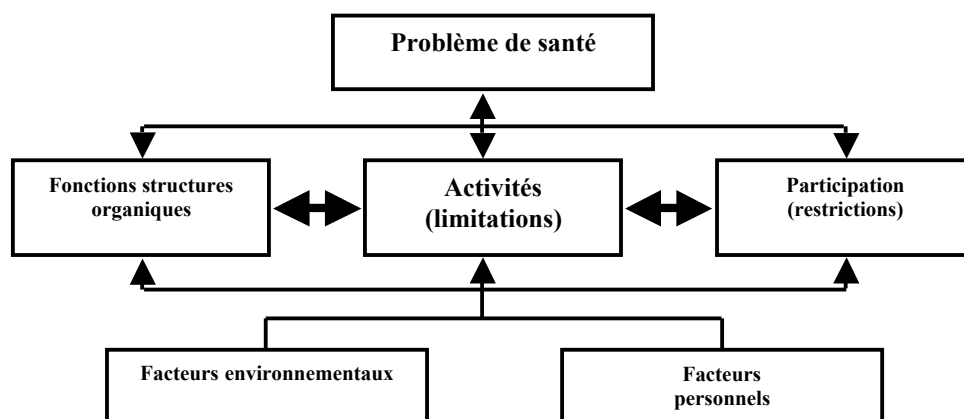 Problème de santé
Fonctions structures
organiques
Activités
(limitations)
Participation
(restrictions)
Facteurs environnementaux
Facteurs
personnels